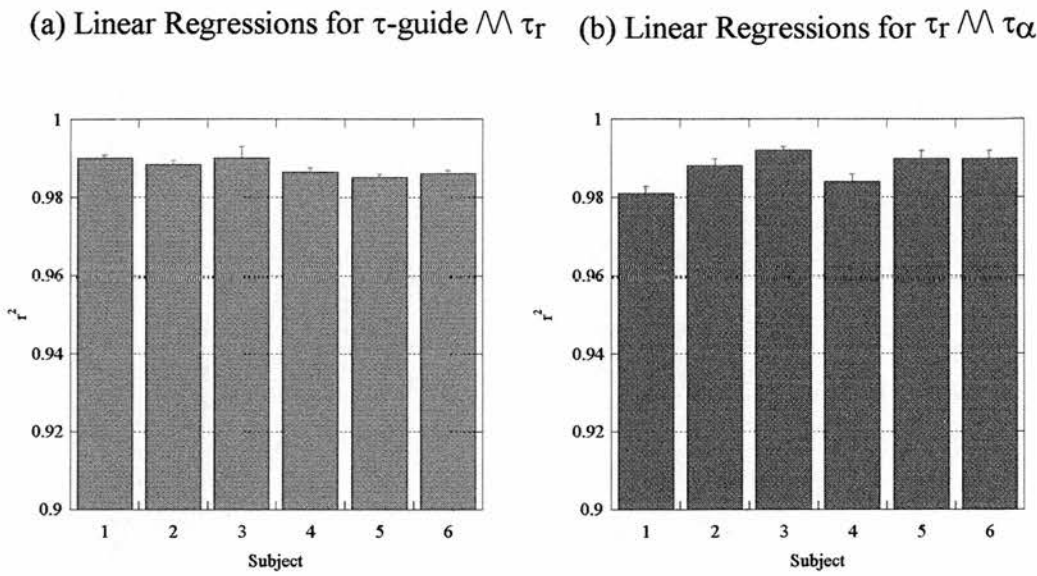 (a) Linear Regressions for τ-guide /\/\ τr
(b) Linear Regressions for τr /\/\ τα
1
0.98
0.96
0.94
0.92
0.9
r²
1 2 3 4 5 6
Subject
1
0.98
0.96
0.94
0.92
0.9
r²
1 2 3 4 5 6
Subject